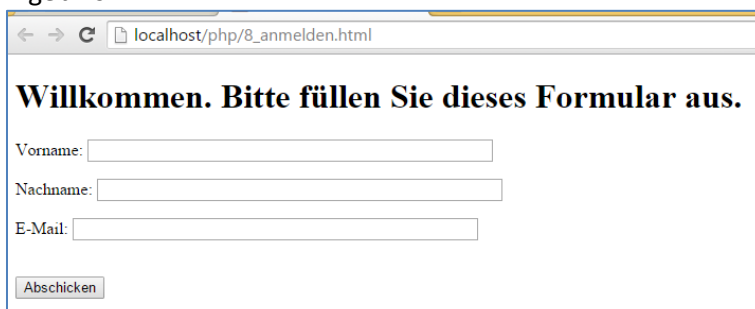 localhost/php/8_anmelden.html
Willkommen. Bitte füllen Sie dieses Formular aus.
Vorname:
Nachname:
E-Mail:
Abschicken